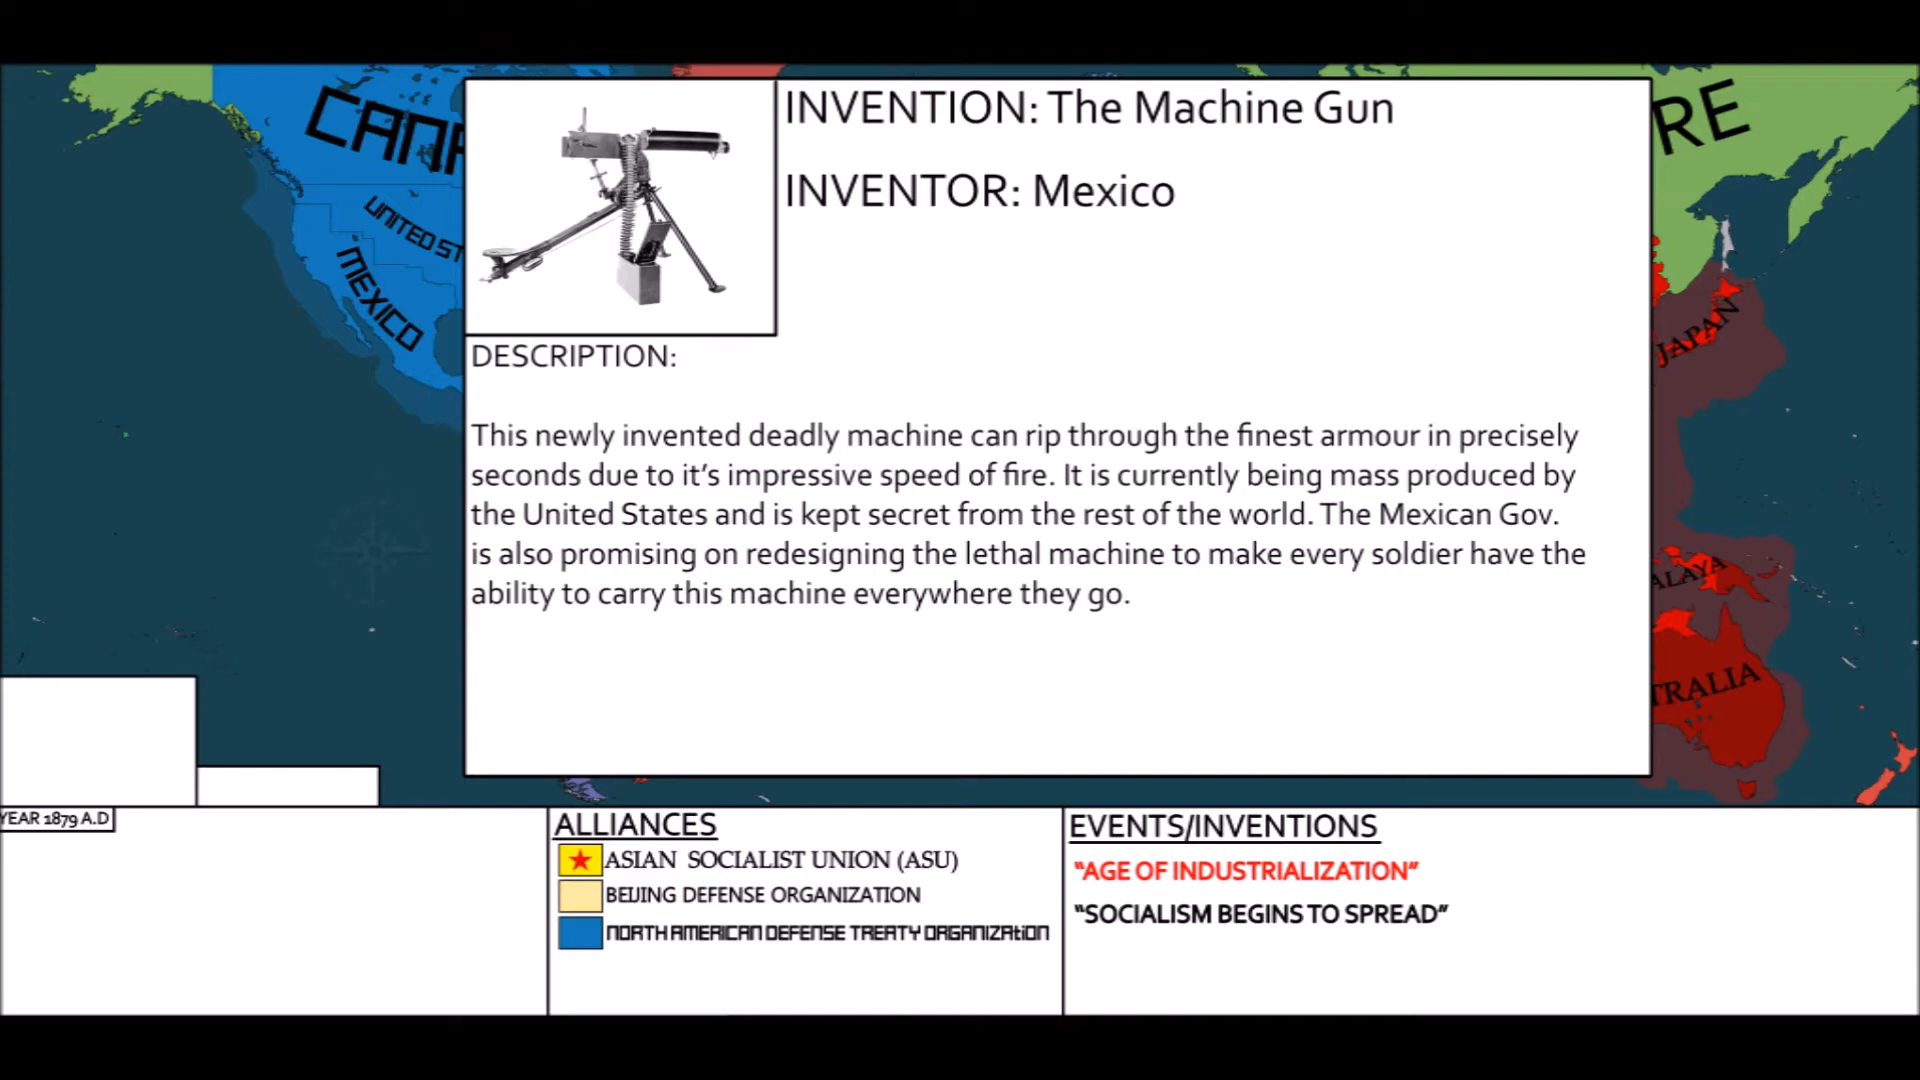 CANA
UNITED ST
MEXICO
RE
JAPAN
ALAYA
TRALIA
INVENTION: The Machine Gun
INVENTOR: Mexico
DESCRIPTION:
This newly invented deadly machine can rip through the finest armour in precisely
seconds due to it's impressive speed of fire. It is currently being mass produced by
the United States and is kept secret from the rest of the world. The Mexican Gov.
is also promising on redesigning the lethal machine to make every soldier have the
ability to carry this machine everywhere they go.
YEAR 1879 A.D
ALLIANCES
ASIAN SOCIALIST UNION (ASU)
BEIJING DEFENSE ORGANIZATION
NORTH AMERICAN DEFENSE TREATY ORGANIZATiON
EVENTS/INVENTIONS
"AGE OF INDUSTRIALIZATION"
"SOCIALISM BEGINS TO SPREAD"